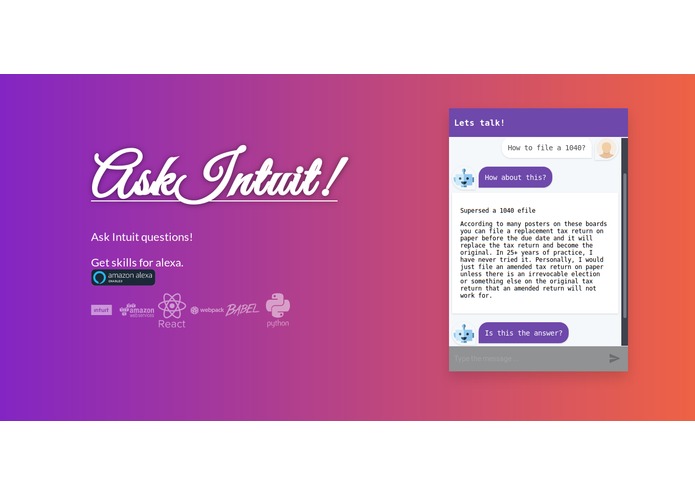 Ask Intuit!
Ask Intuit questions!
Get skills for alexa.
amazon alexa
ENABLED
intuit
amazon
web services
React
webpack
BABEL
python
Lets talk!
How to file a 1040?
How about this?
Supersed a 1040 efile
According to many posters on these boards
you can file a replacement tax return on
paper before the due date and it will
replace the tax return and become the
original. In 25+ years of practice, I
have never tried it. Personally, I would
just file an amended tax return on paper
unless there is an irrevocable election
or something else on the original tax
return that an amended return will not
work for.
Is this the answer?
Type the message...